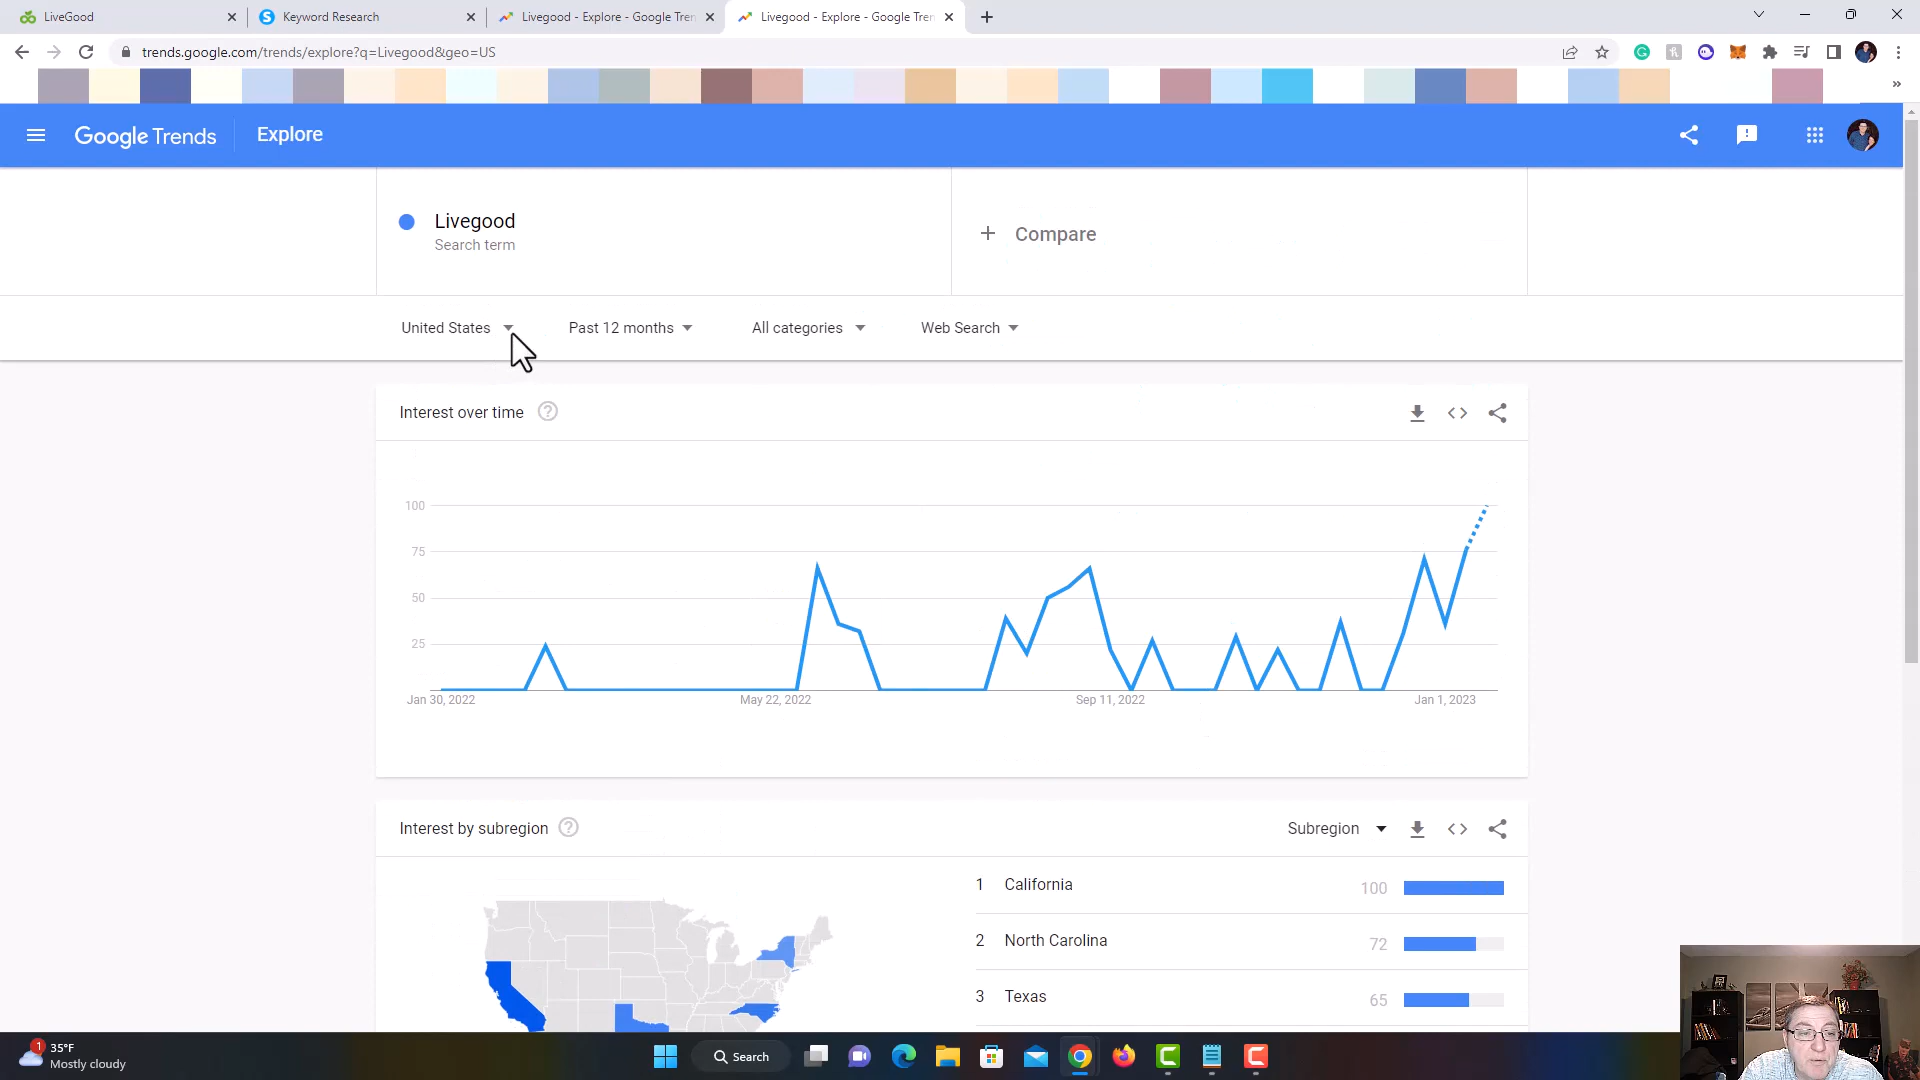 LiveGood
Keyword Research
Livegood - Explore - Google Tren
Livegood - Explore - Google Tren
trends.google.com/trends/explore?q=Livegood&geo=US
Google Trends
Explore
Livegood
Search term
+ Compare
United States
Past 12 months
All categories
Web Search
Interest over time
100
75
50
25
Jan 30, 2022
May 22, 2022
Sep 11, 2022
Jan 1, 2023
Interest by subregion
Subregion
1 California 100
2 North Carolina 72
3 Texas 65
1
35°F
Mostly cloudy
Search